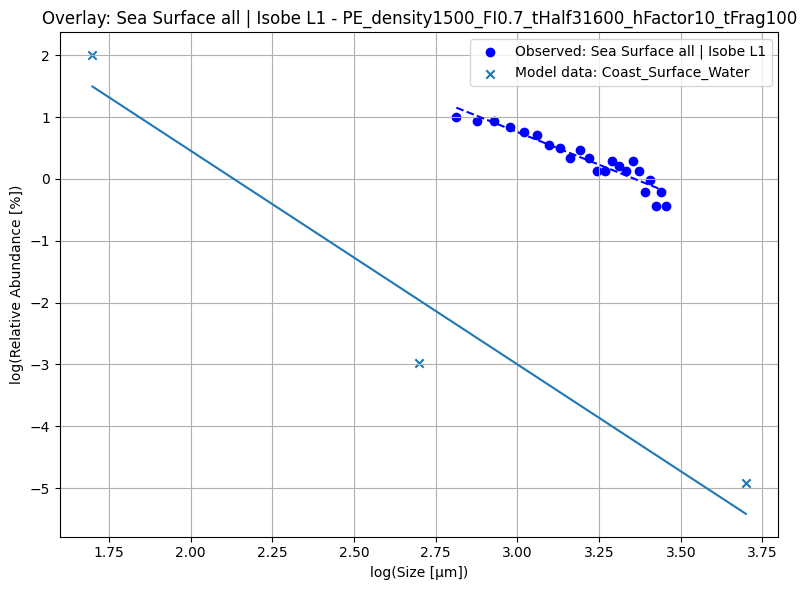 Overlay: Sea Surface all | Isobe L1 - PE_density1500_FI0.7_tHalf31600_hFactor10_tFrag100
Observed: Sea Surface all | Isobe L1
Model data: Coast_Surface_Water
log(Relative Abundance [%])
2
1
0
−1
−2
−3
−4
−5
1.75 2.00 2.25 2.50 2.75 3.00 3.25 3.50 3.75
log(Size [μm])